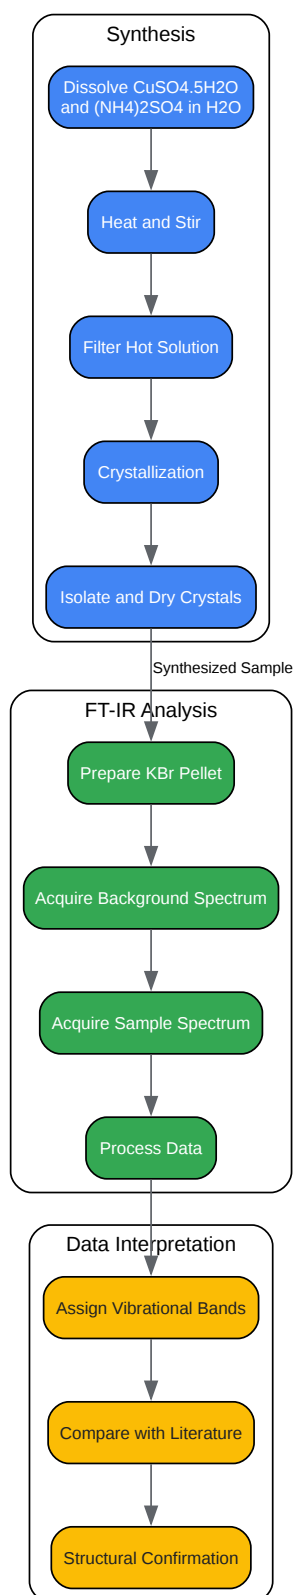 Synthesis
Dissolve CuSO4.5H2O
and (NH4)2SO4 in H2O
Heat and Stir
Filter Hot Solution
Crystallization
Isolate and Dry Crystals
Synthesized Sample
FT-IR Analysis
Prepare KBr Pellet
Acquire Background Spectrum
Acquire Sample Spectrum
Process Data
Data Interpretation
Assign Vibrational Bands
Compare with Literature
Structural Confirmation